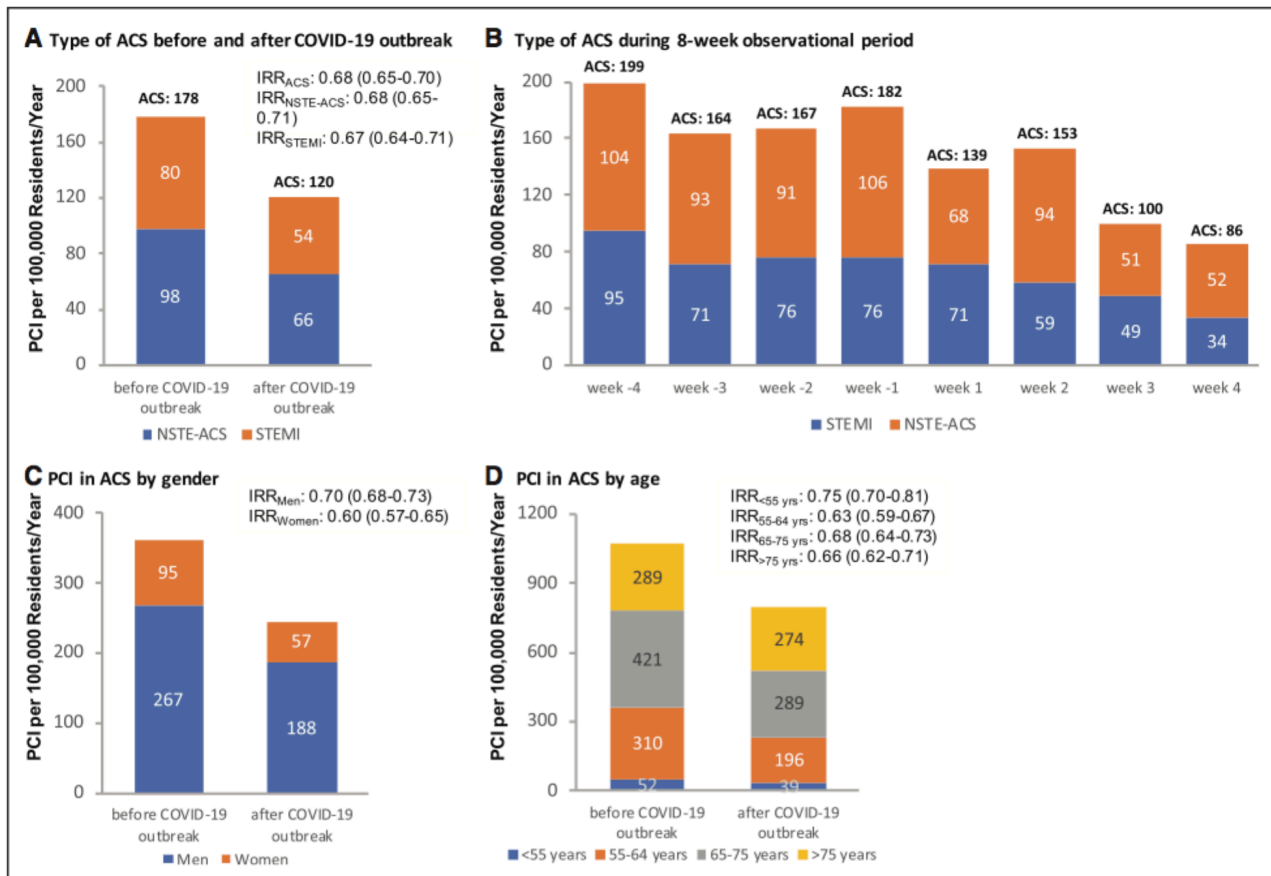 A Type of ACS before and after COVID-19 outbreak
IRRACS: 0.68 (0.65-0.70)
IRRNSTE-ACS: 0.68 (0.65-
0.71)
IRRSTEMI: 0.67 (0.64-0.71)
PCI per 100,000 Residents/Year
200
160
120
80
40
0
ACS: 178
80
98
ACS: 120
54
66
before COVID-19
outbreak
after COVID-19
outbreak
NSTE-ACS STEMI
B Type of ACS during 8-week observational period
PCI per 100,000 Residents/Year
200
160
120
80
40
0
ACS: 199
104
95
ACS: 164
93
71
ACS: 167
91
76
ACS: 182
106
76
ACS: 139
68
71
ACS: 153
94
59
ACS: 100
51
49
ACS: 86
52
34
week -4 week -3 week -2 week -1 week 1 week 2 week 3 week 4
STEMI NSTE-ACS
C PCI in ACS by gender
IRRMen: 0.70 (0.68-0.73)
IRRWomen: 0.60 (0.57-0.65)
PCI per 100,000 Residents/Year
400
300
200
100
0
95
267
57
188
before COVID-19
outbreak
after COVID-19
outbreak
Men Women
D PCI in ACS by age
IRR<55 yrs: 0.75 (0.70-0.81)
IRR55-64 yrs: 0.63 (0.59-0.67)
IRR65-75 yrs: 0.68 (0.64-0.73)
IRR>75 yrs: 0.66 (0.62-0.71)
PCI per 100,000 Residents/Year
1200
900
600
300
0
289
421
310
52
274
289
196
39
before COVID-19
outbreak
after COVID-19
outbreak
<55 years 55-64 years 65-75 years >75 years